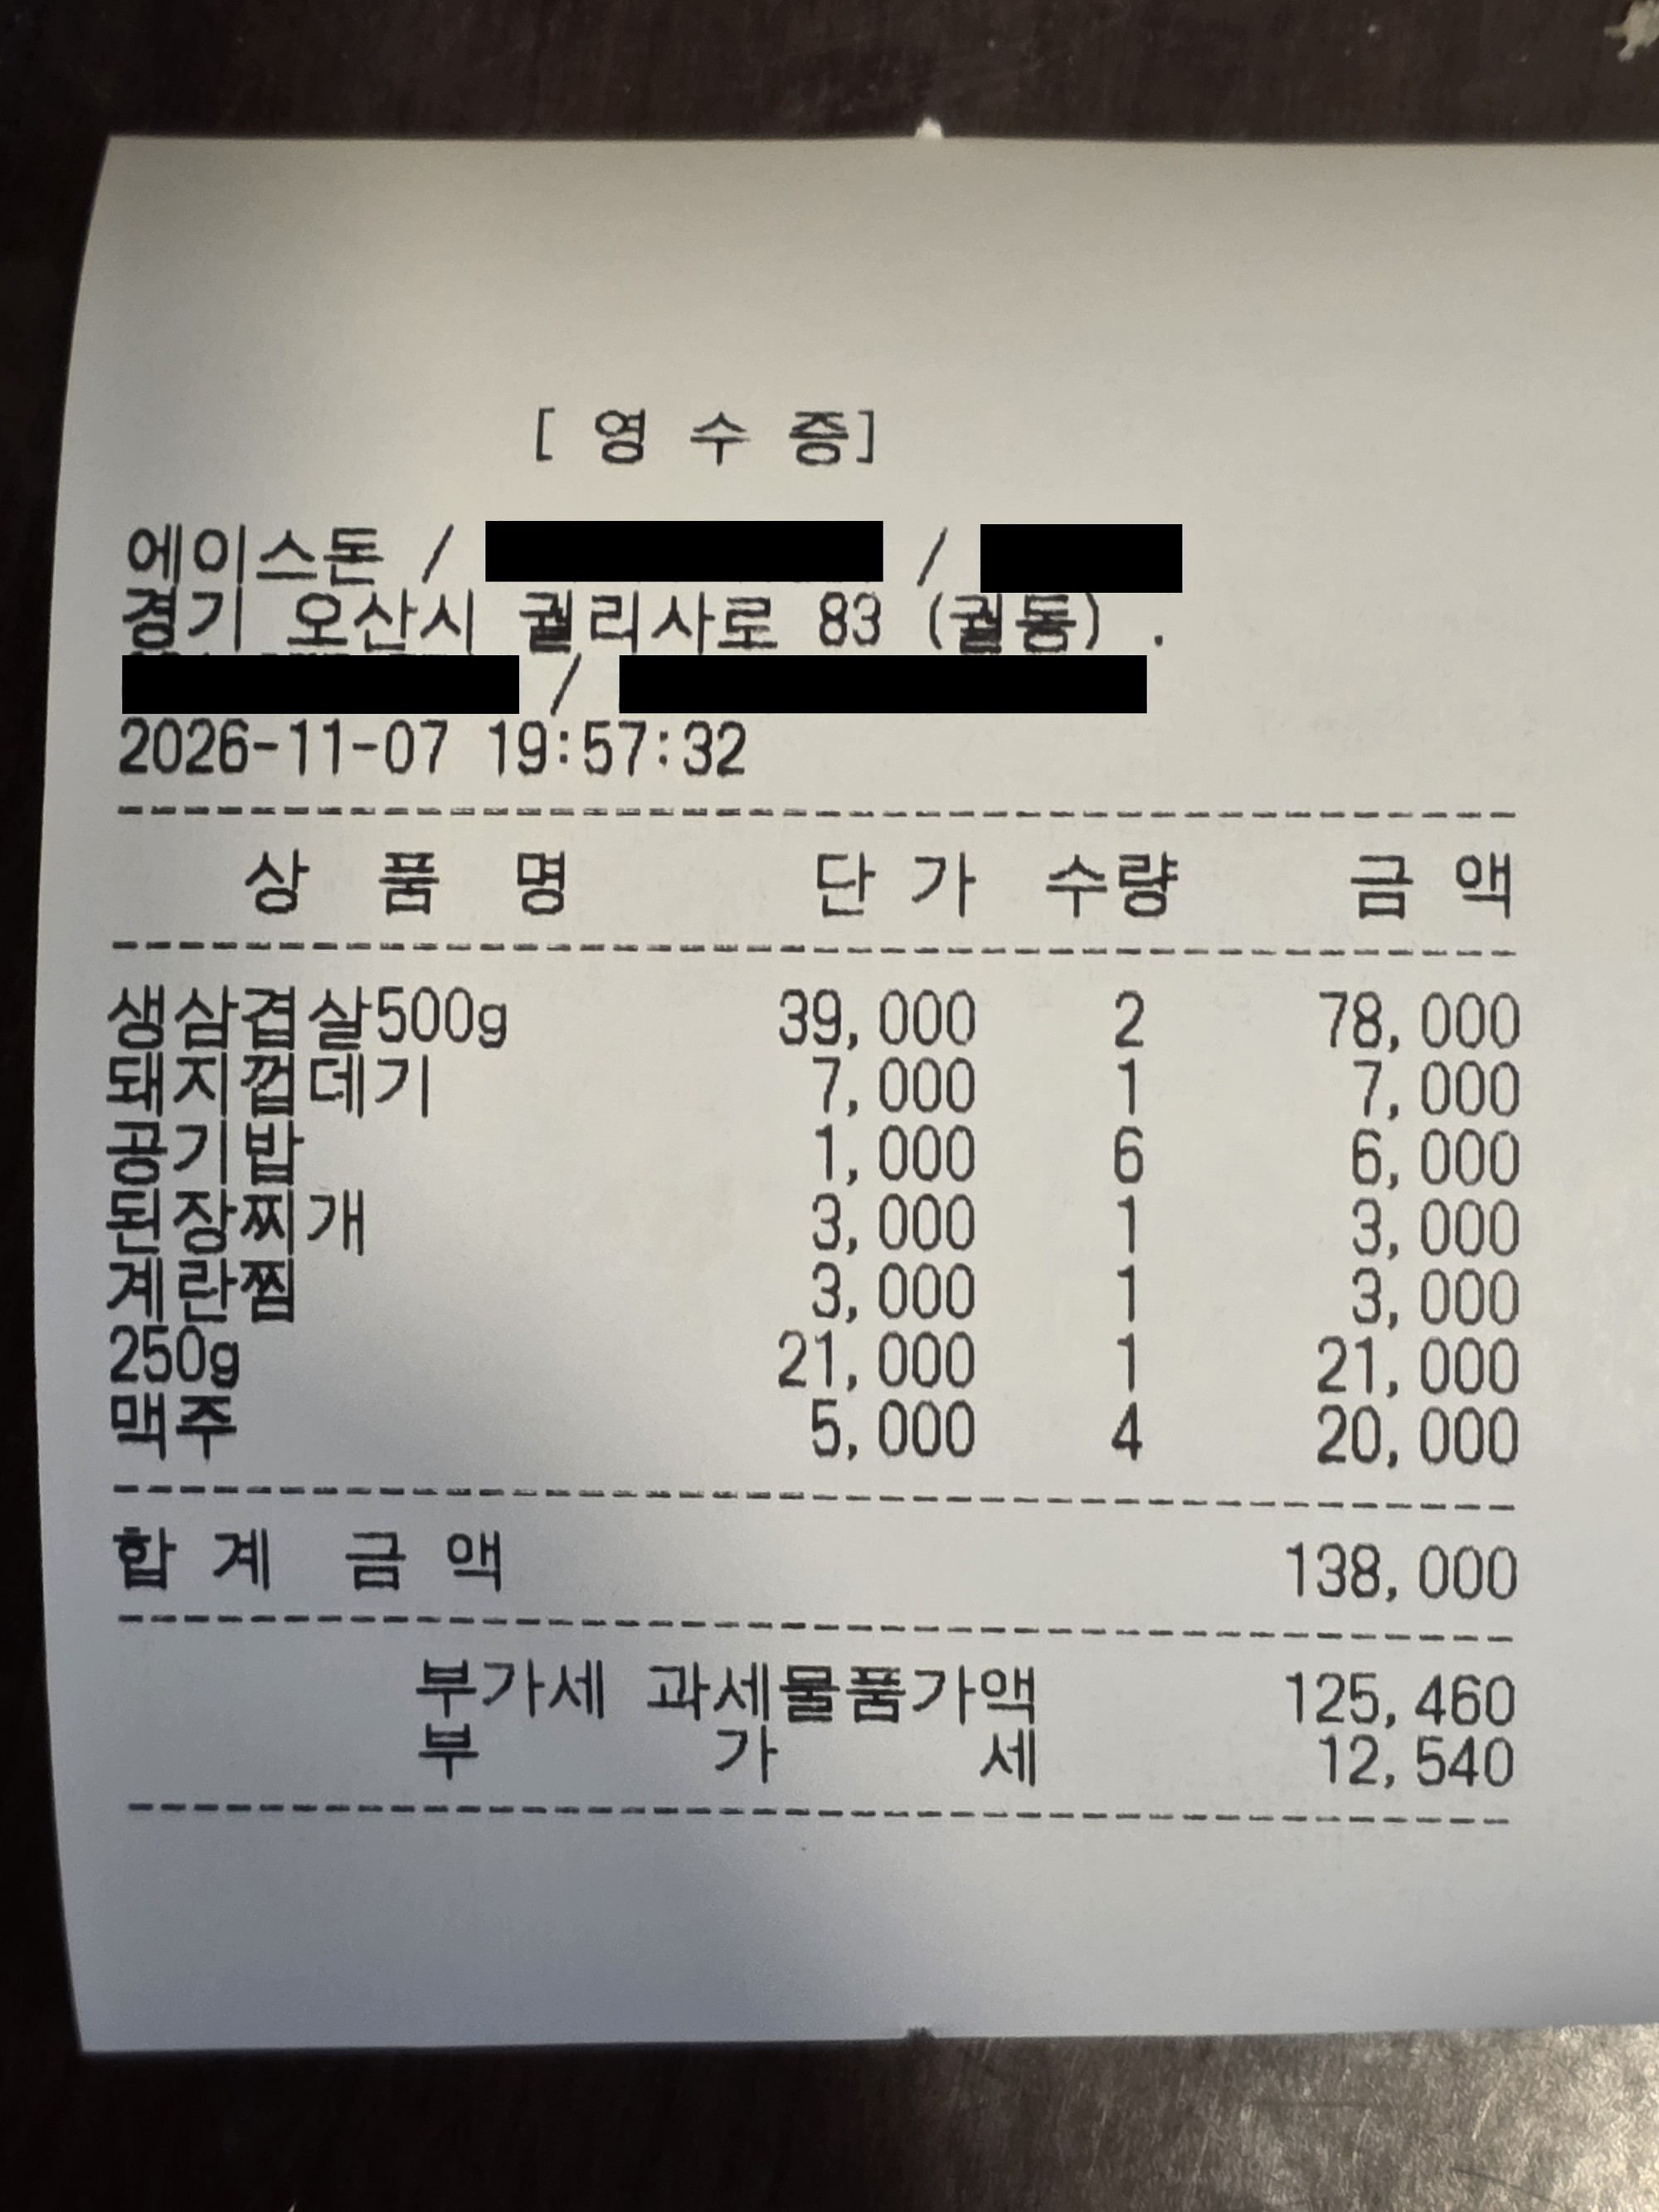 [ 영 수 증]
에이스돈 / /
경기 오산시 궐리사로 83 (궐동) .
/
2026-11-07 19:57:32
상 품 명 단 가 수량 금 액
생삼겹살500g 39,000 2 78,000
돼지껍데기 7,000 1 7,000
공기밥 1,000 6 6,000
된장찌개 3,000 1 3,000
계란찜 3,000 1 3,000
250g 21,000 1 21,000
맥주 5,000 4 20,000
합 계 금 액 138,000
부가세 과세물품가액 125,460
부 가 세 12,540